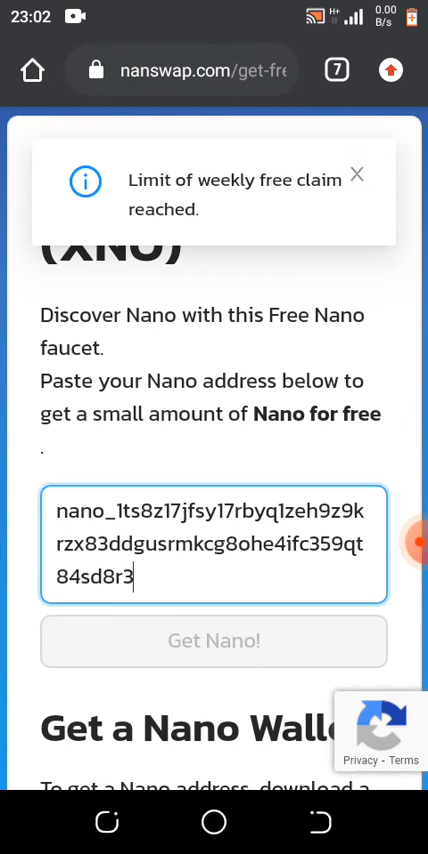 23:02
H+
0.00
B/s
nanswap.com/get-fre
7
Limit of weekly free claim
reached.
(XNO)
Discover Nano with this Free Nano
faucet.
Paste your Nano address below to
get a small amount of Nano for free
.
nano_1ts8z17jfsy17rbyq1zeh9z9k
rzx83ddgusrmkcg8ohe4ifc359qt
84sd8r3
Get Nano!
Get a Nano Walle
Privacy - Terms
To get a Nano address, download a